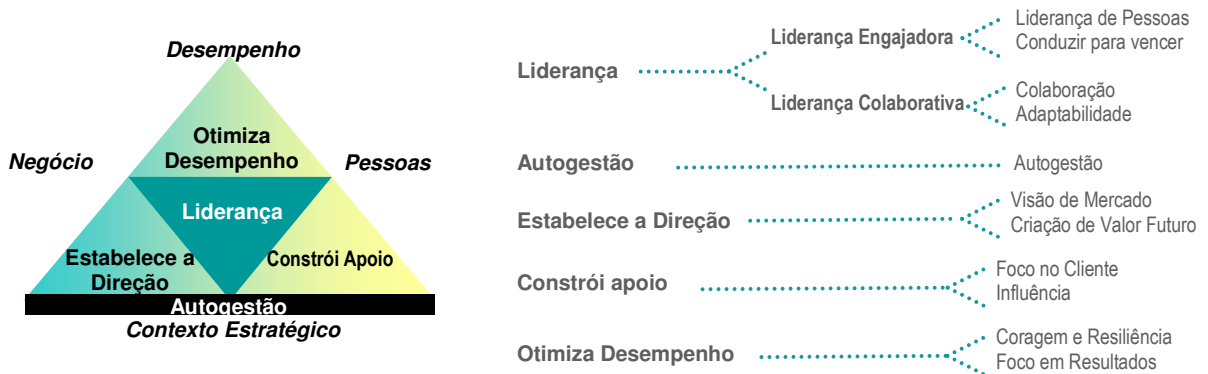 Desempenho
Negócio
Pessoas
Otimiza
Desempenho
Liderança
Estabelece a
Direção
Constrói Apoio
Autogestão
Contexto Estratégico
Liderança
Liderança Engajadora
Liderança de Pessoas
Conduzir para vencer
Liderança Colaborativa
Colaboração
Adaptabilidade
Autogestão
Autogestão
Estabelece a Direção
Visão de Mercado
Criação de Valor Futuro
Constrói apoio
Foco no Cliente
Influência
Otimiza Desempenho
Coragem e Resiliência
Foco em Resultados